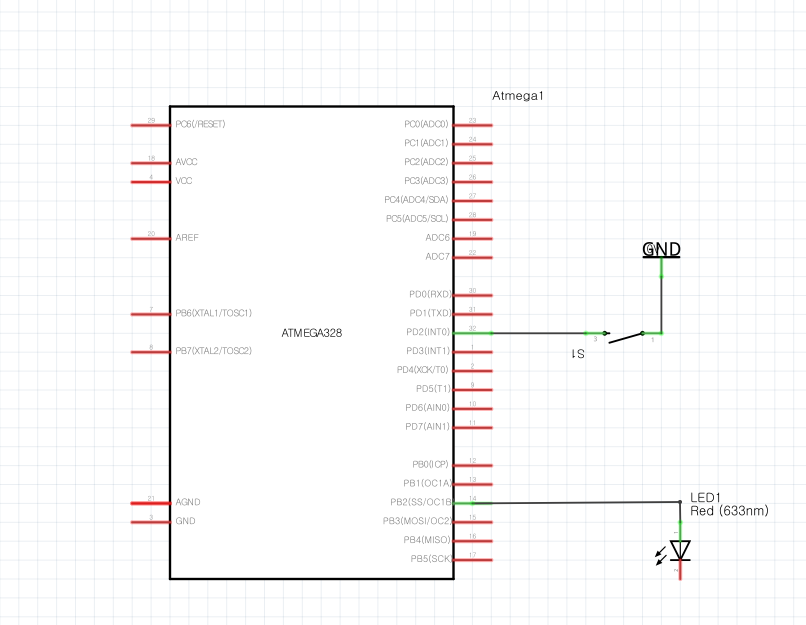 Atmega1
29 PC6(/RESET)
PC0(ADC0) 23
PC1(ADC1) 24
18 AVCC
PC2(ADC2) 25
4 VCC
PC3(ADC3) 26
PC4(ADC4/SDA) 27
PC5(ADC5/SCL) 28
20 AREF
ADC6 19
ADC7 22
GND
PD0(RXD) 30
7 PB6(XTAL1/TOSC1)
PD1(TXD) 31
ATMEGA328
PD2(INT0) 32
3 1
S1
8 PB7(XTAL2/TOSC2)
PD3(INT1) 1
PD4(XCK/T0) 2
PD5(T1) 9
PD6(AIN0) 10
PD7(AIN1) 11
PB0(ICP) 12
PB1(OC1A) 13
21 AGND
PB2(SS/OC1B 14
LED1
Red (633nm)
3 GND
PB3(MOSI/OC2) 15
PB4(MISO) 16
1
PB5(SCK) 17
2